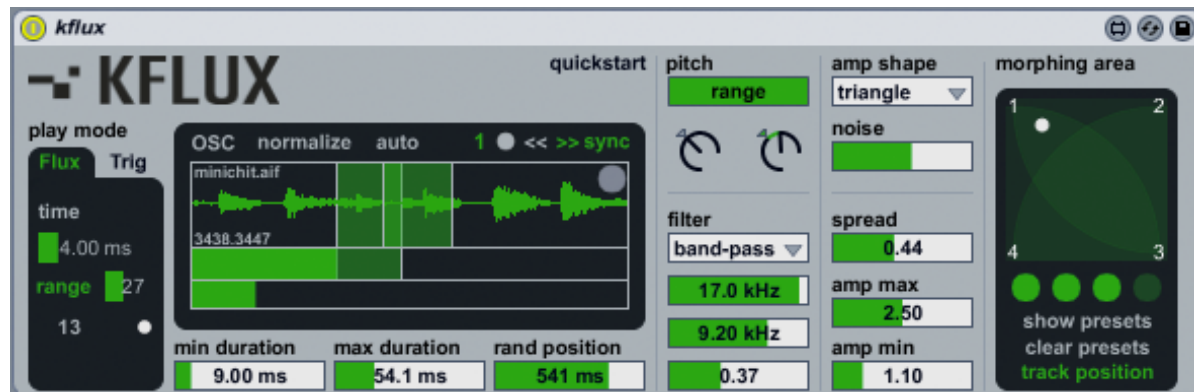 kflux
KFLUX
quickstart
play mode
Flux Trig
time
4.00 ms
range 27
13
OSC normalize auto 1 << >> sync
minichit.aif
3438.3447
min duration
9.00 ms
max duration
54.1 ms
rand position
541 ms
pitch
range
filter
band-pass
17.0 kHz
9.20 kHz
0.37
amp shape
triangle
noise
spread
0.44
amp max
2.50
amp min
1.10
morphing area
1 2
4 3
show presets
clear presets
track position